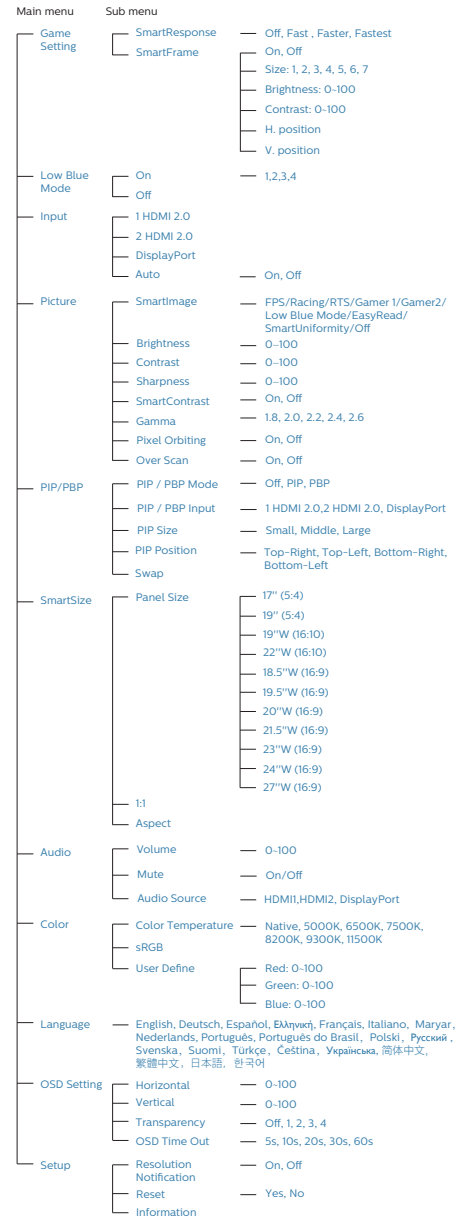 Main menu Sub menu
Game Setting
SmartResponse
Off, Fast , Faster, Fastest
SmartFrame
On, Off
Size: 1, 2, 3, 4, 5, 6, 7
Brightness: 0~100
Contrast: 0~100
H. position
V. position
Low Blue Mode
On
1,2,3,4
Off
Input
1 HDMI 2.0
2 HDMI 2.0
DisplayPort
Auto
On, Off
Picture
SmartImage
FPS/Racing/RTS/Gamer 1/Gamer2/
Low Blue Mode/EasyRead/
SmartUniformity/Off
Brightness
0~100
Contrast
0~100
Sharpness
0~100
SmartContrast
On, Off
Gamma
1.8, 2.0, 2.2, 2.4, 2.6
Pixel Orbiting
On, Off
Over Scan
On, Off
PIP/PBP
PIP / PBP Mode
Off, PIP, PBP
PIP / PBP Input
1 HDMI 2.0,2 HDMI 2.0, DisplayPort
PIP Size
Small, Middle, Large
PIP Position
Top-Right, Top-Left, Bottom-Right,
Bottom-Left
Swap
SmartSize
Panel Size
17" (5:4)
19" (5:4)
19"W (16:10)
22"W (16:10)
18.5"W (16:9)
19.5"W (16:9)
20"W (16:9)
21.5"W (16:9)
23"W (16:9)
24"W (16:9)
27"W (16:9)
1:1
Aspect
Audio
Volume
0~100
Mute
On/Off
Audio Source
HDMI1,HDMI2, DisplayPort
Color
Color Temperature
Native, 5000K, 6500K, 7500K,
8200K, 9300K, 11500K
sRGB
User Define
Red: 0~100
Green: 0~100
Blue: 0~100
Language
English, Deutsch, Español, Ελληνική, Français, Italiano, Maryar,
Nederlands, Português, Português do Brasil, Polski, Русский ,
Svenska, Suomi, Türkçe, Čeština, Українська, 简体中文,
繁體中文, 日本語, 한국어
OSD Setting
Horizontal
0~100
Vertical
0~100
Transparency
Off, 1, 2, 3, 4
OSD Time Out
5s, 10s, 20s, 30s, 60s
Setup
Resolution
Notification
On, Off
Reset
Yes, No
Information